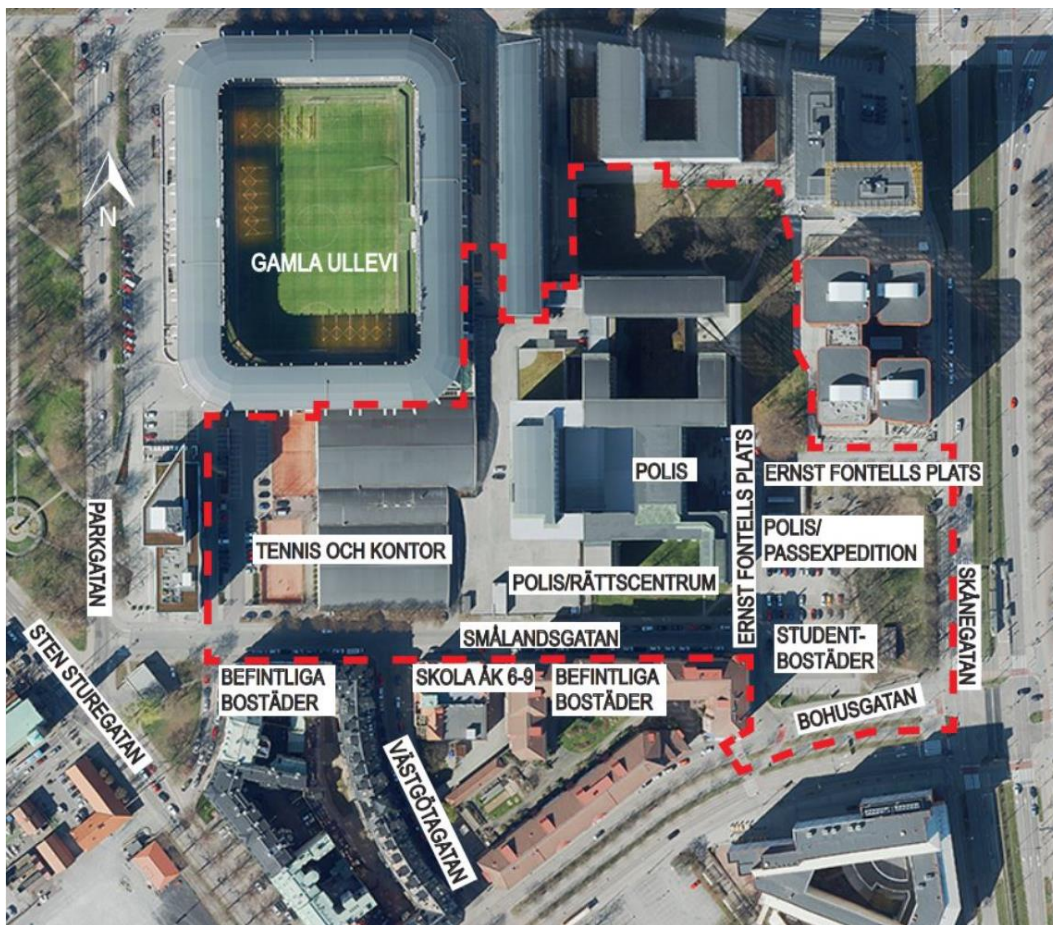 N
GAMLA ULLEVI
PARKGATAN
TENNIS OCH KONTOR
POLIS
ERNST FONTELLS PLATS
ERNST FONTELLS PLATS
POLIS/
PASSEXPEDITION
POLIS/RÄTTSCENTRUM
SKÅNEGATAN
STEN STUREGATAN
SMÅLANDSGATAN
STUDENT-
BOSTÄDER
BEFINTLIGA
BOSTÄDER
SKOLA ÅK 6-9
BEFINTLIGA
BOSTÄDER
BOHUSGATAN
VÄSTGÖTAGATAN